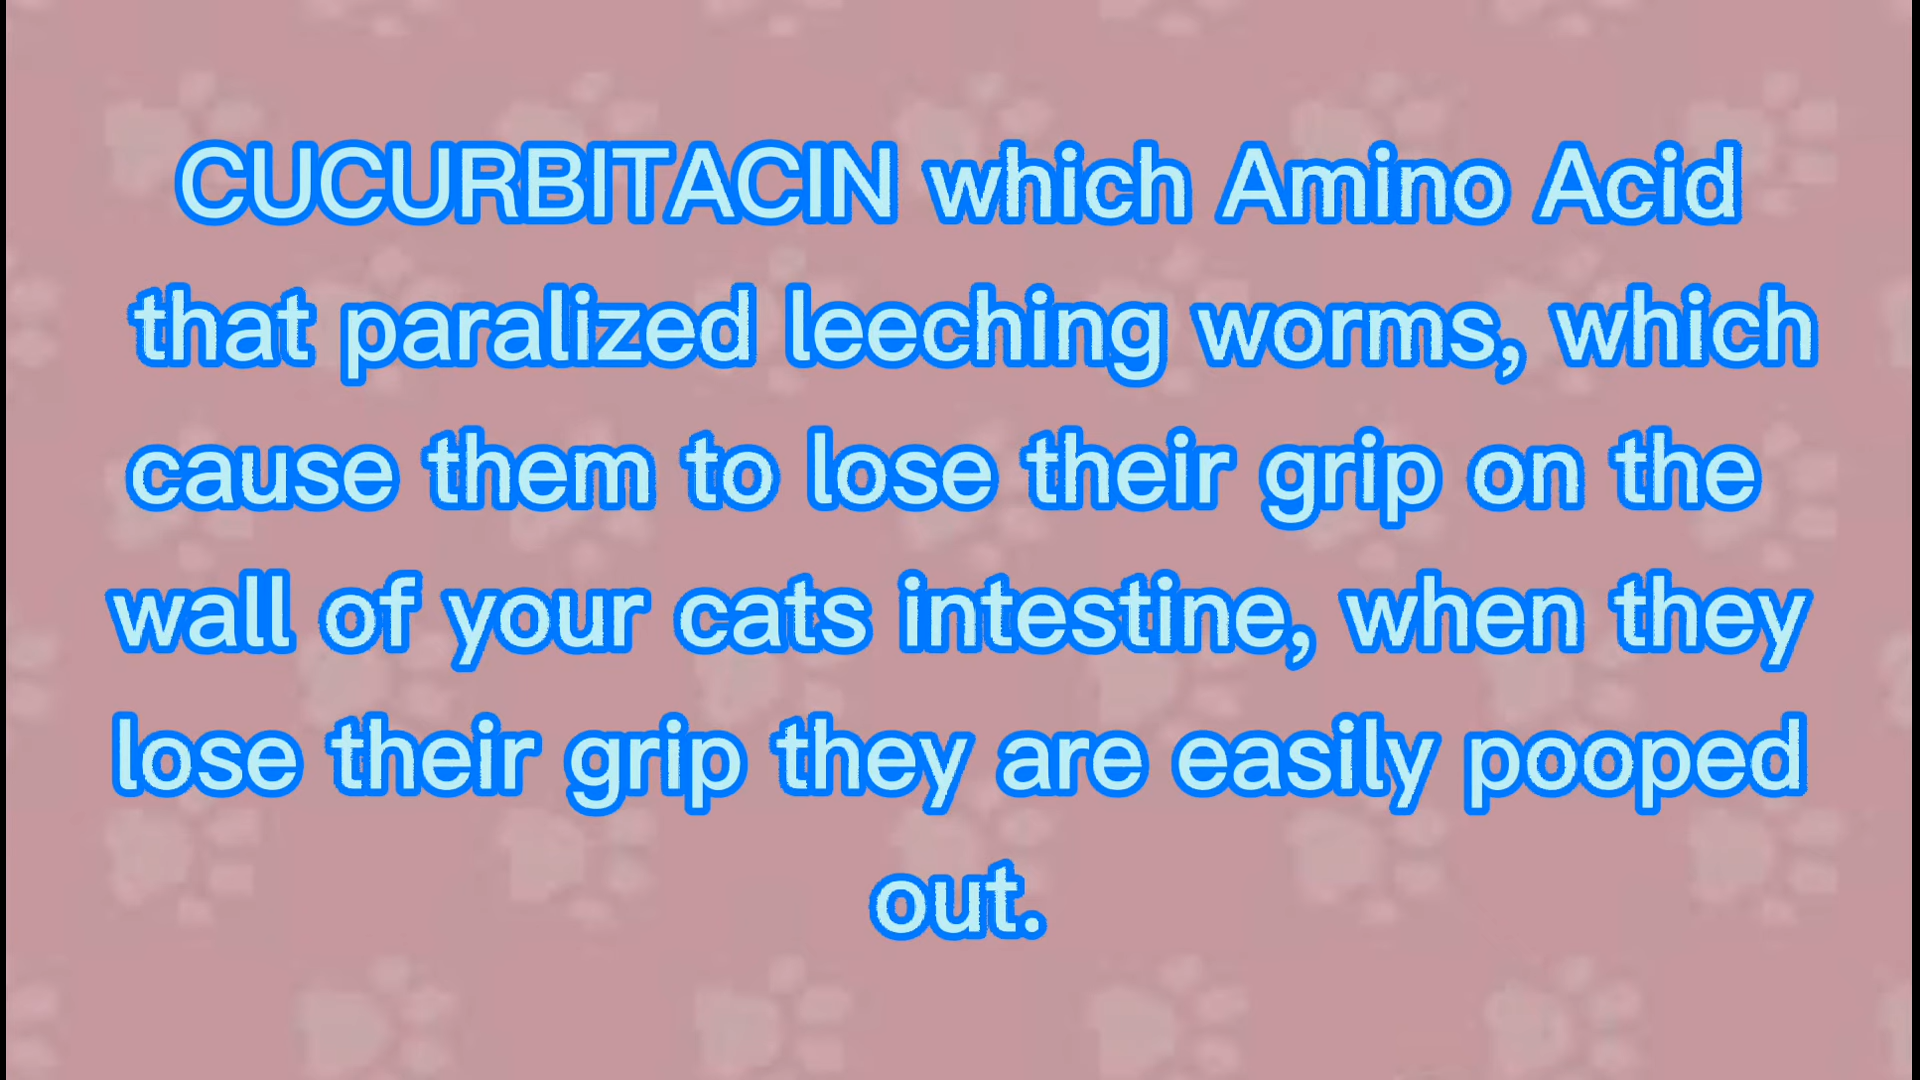 CUCURBITACIN which Amino Acid
that paralized leeching worms, which
cause them to lose their grip on the
wall of your cats intestine, when they
lose their grip they are easily pooped
out.